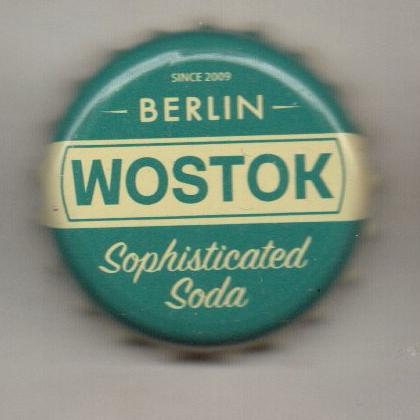 SINCE 2009
BERLIN
WOSTOK
Sophisticated
Soda